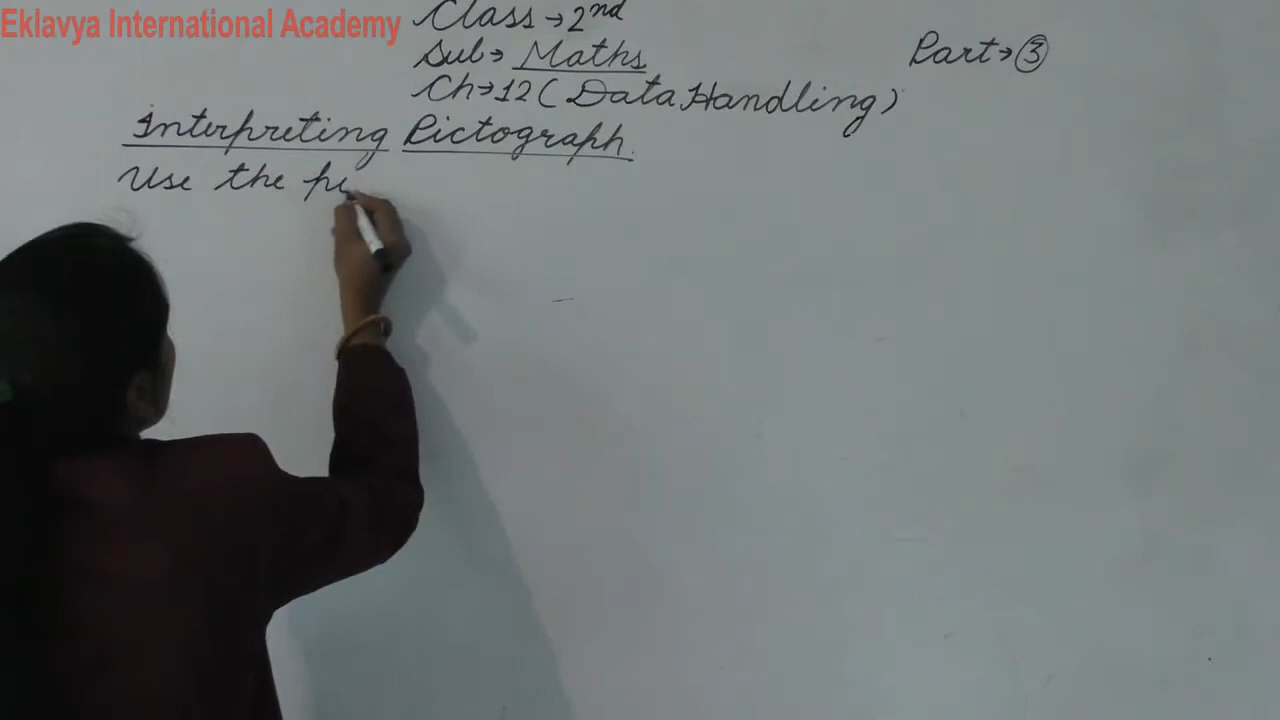 Eklavya International Academy
Class → 2nd
Sub → Maths
Part → 3
Ch → 12 (Data Handling)
Interpreting Pictograph.
Use the